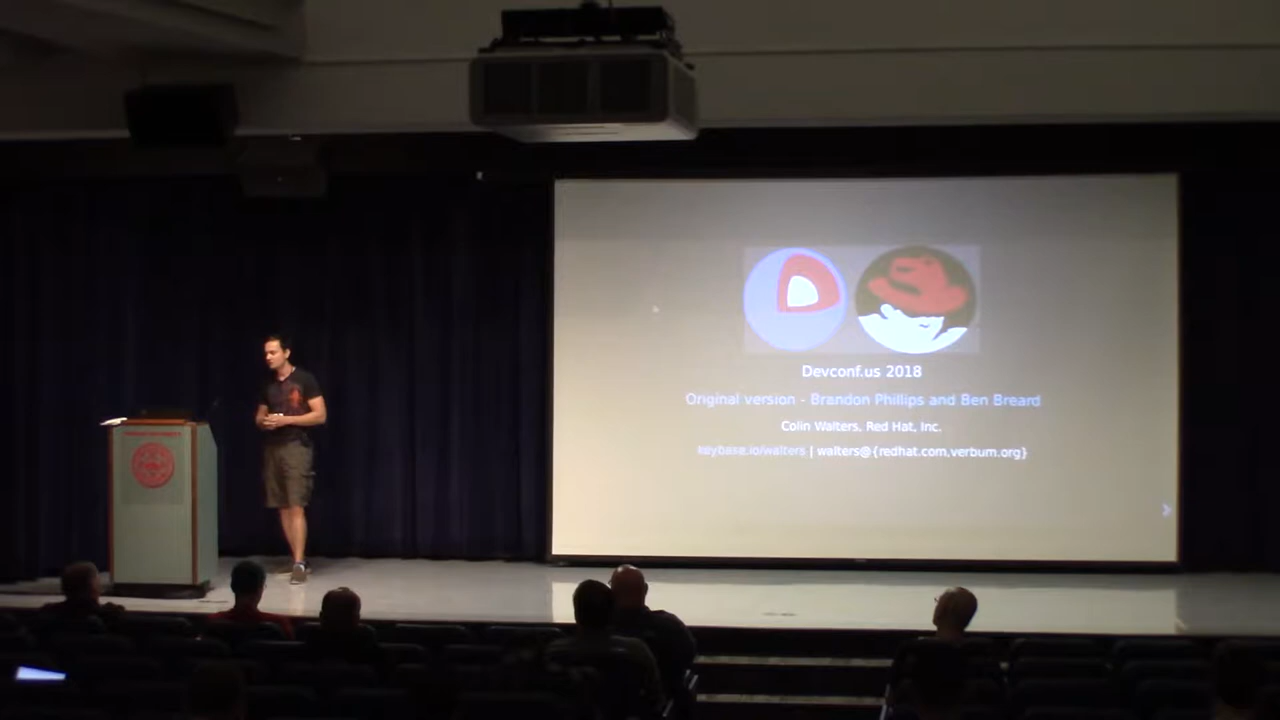 Devconf.us 2018
Original version - Brandon Phillips and Ben Breard
Colin Walters, Red Hat, Inc.
keybase.io/walters | walters@{redhat.com,verbum.org}